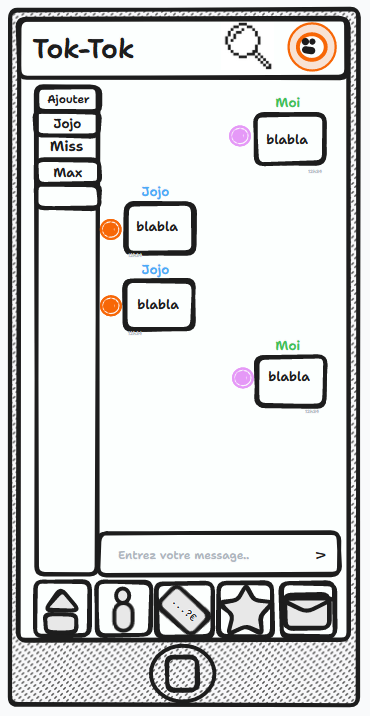 Tok-Tok
Ajouter
Jojo
Miss
Max
Moi
blabla
Jojo
blabla
Jojo
blabla
Moi
blabla
Entrez votre message.. >
...?€